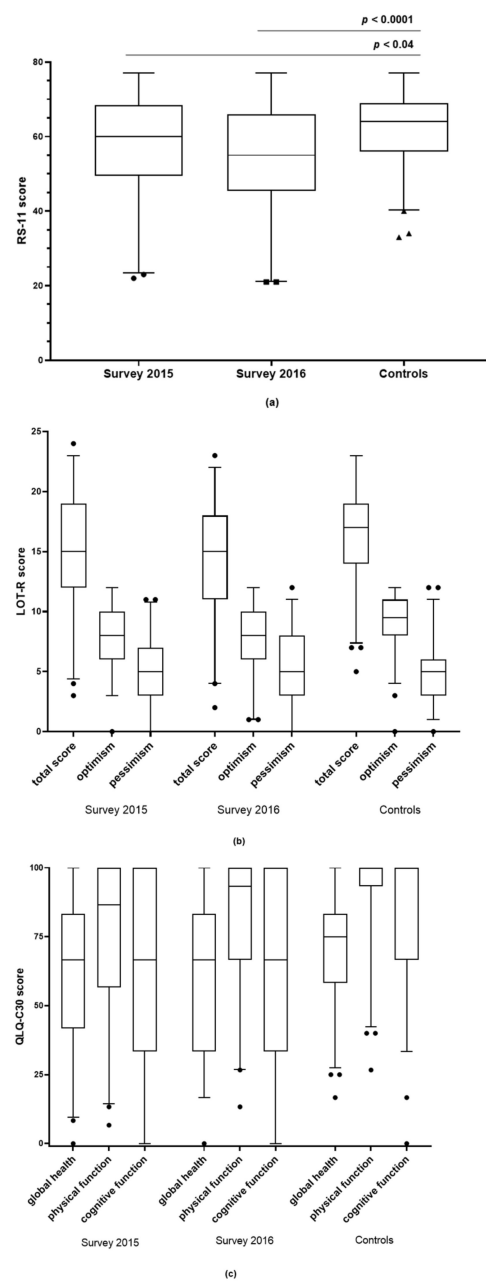 p < 0.0001
p < 0.04
80
60
40
20
0
RS-11 score
Survey 2015 Survey 2016 Controls
(a)
25
20
15
10
5
0
LOT-R score
total score optimism pessimism total score optimism pessimism total score optimism pessimism
Survey 2015 Survey 2016 Controls
(b)
100
75
50
25
0
QLQ-C30 score
global health physical function cognitive function global health physical function cognitive function global health physical function cognitive function
Survey 2015 Survey 2016 Controls
(c)